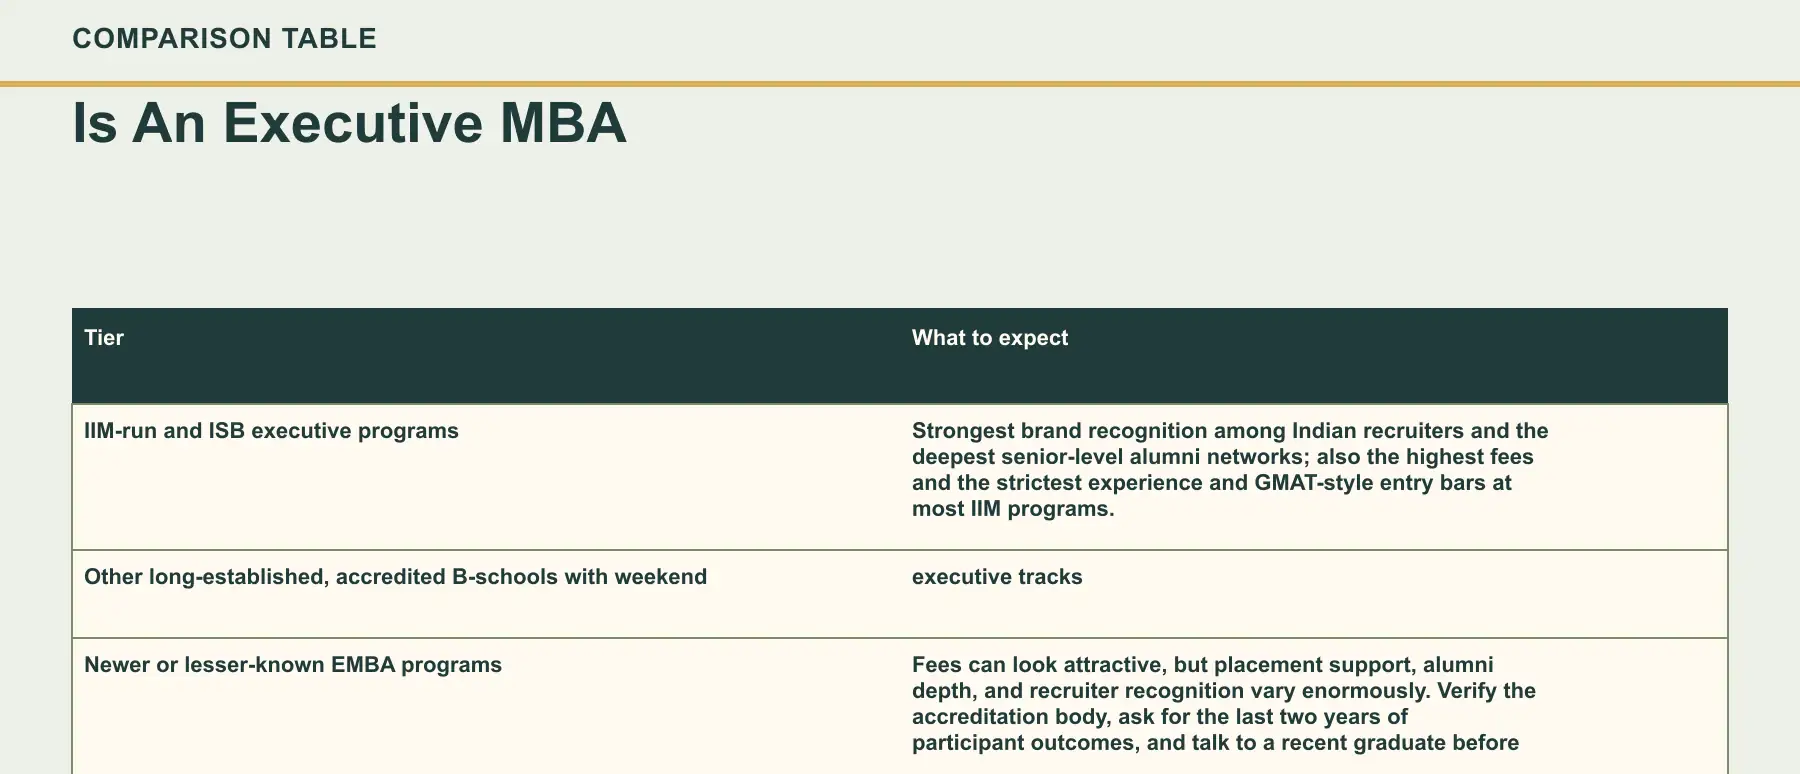 COMPARISON TABLE
Is An Executive MBA
Tier
What to expect
IIM-run and ISB executive programs
Strongest brand recognition among Indian recruiters and the
deepest senior-level alumni networks; also the highest fees
and the strictest experience and GMAT-style entry bars at
most IIM programs.
Other long-established, accredited B-schools with weekend
executive tracks
Newer or lesser-known EMBA programs
Fees can look attractive, but placement support, alumni
depth, and recruiter recognition vary enormously. Verify the
accreditation body, ask for the last two years of
participant outcomes, and talk to a recent graduate before